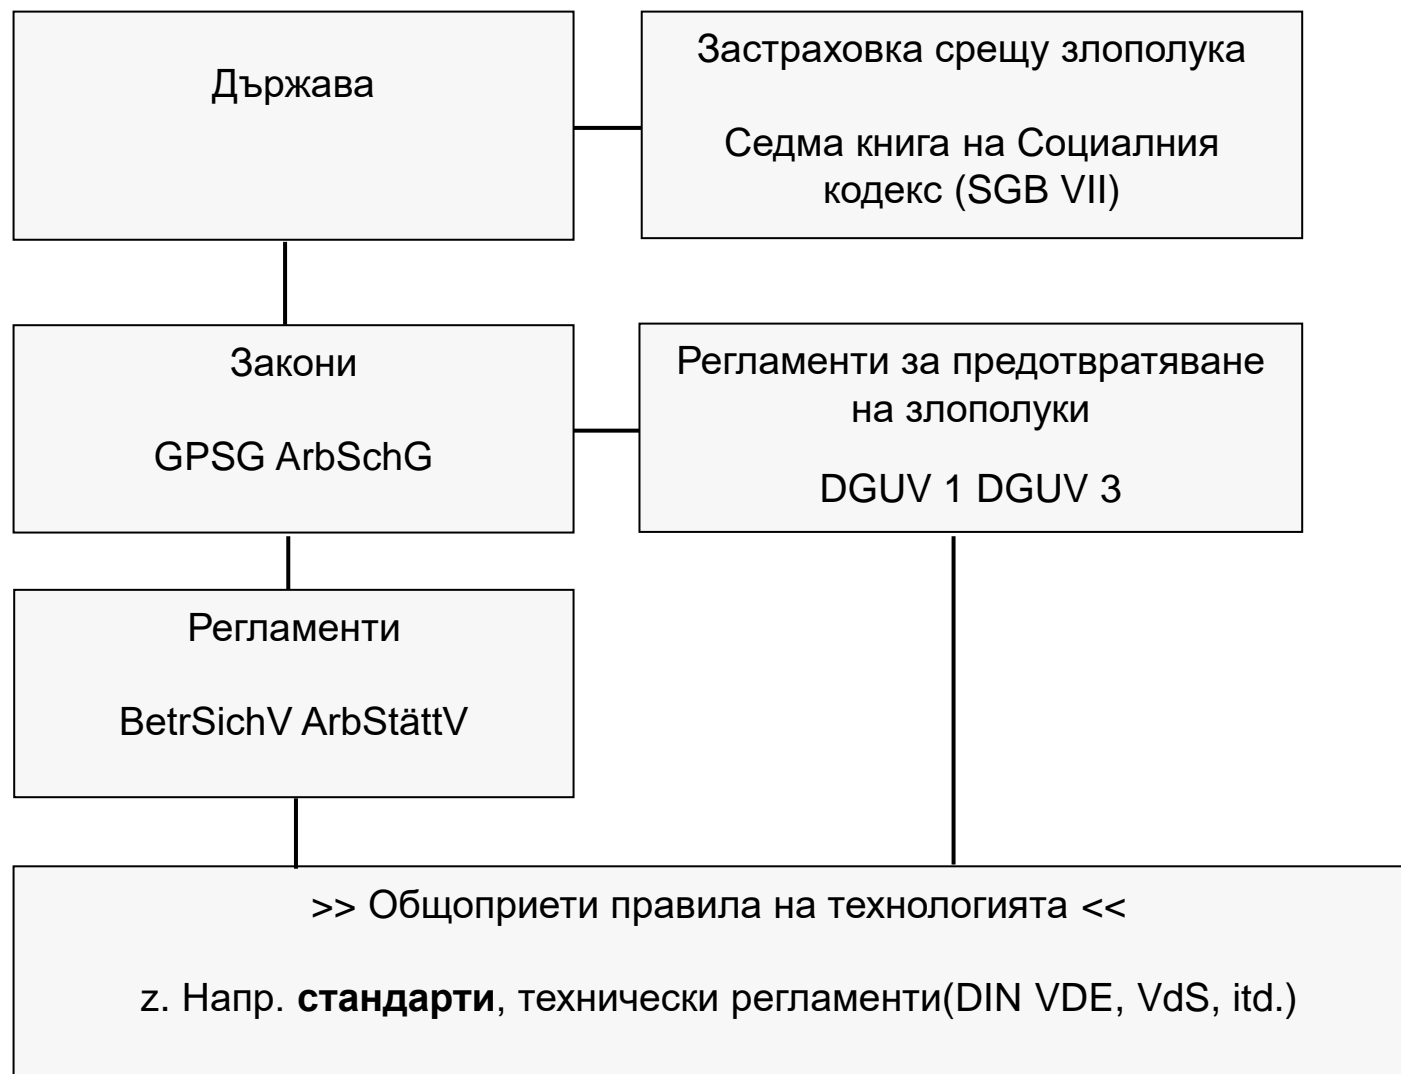 Държава
Застраховка срещу злополука
Седма книга на Социалния
кодекс (SGB VII)
Закони
GPSG ArbSchG
Регламенти за предотвратяване
на злополуки
DGUV 1 DGUV 3
Регламенти
BetrSichV ArbStättV
>> Общоприети правила на технологията <<
z. Напр. стандарти, технически регламенти(DIN VDE, VdS, itd.)